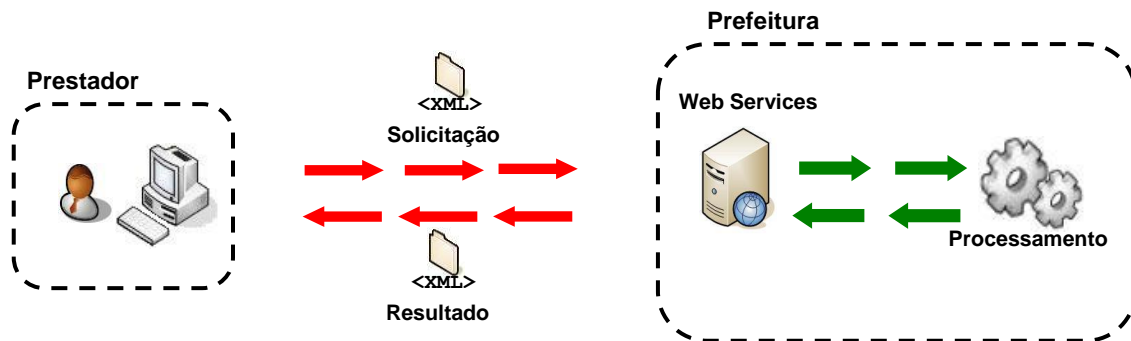 Prefeitura
Prestador
<XML>
Solicitação
Web Services
Processamento
<XML>
Resultado